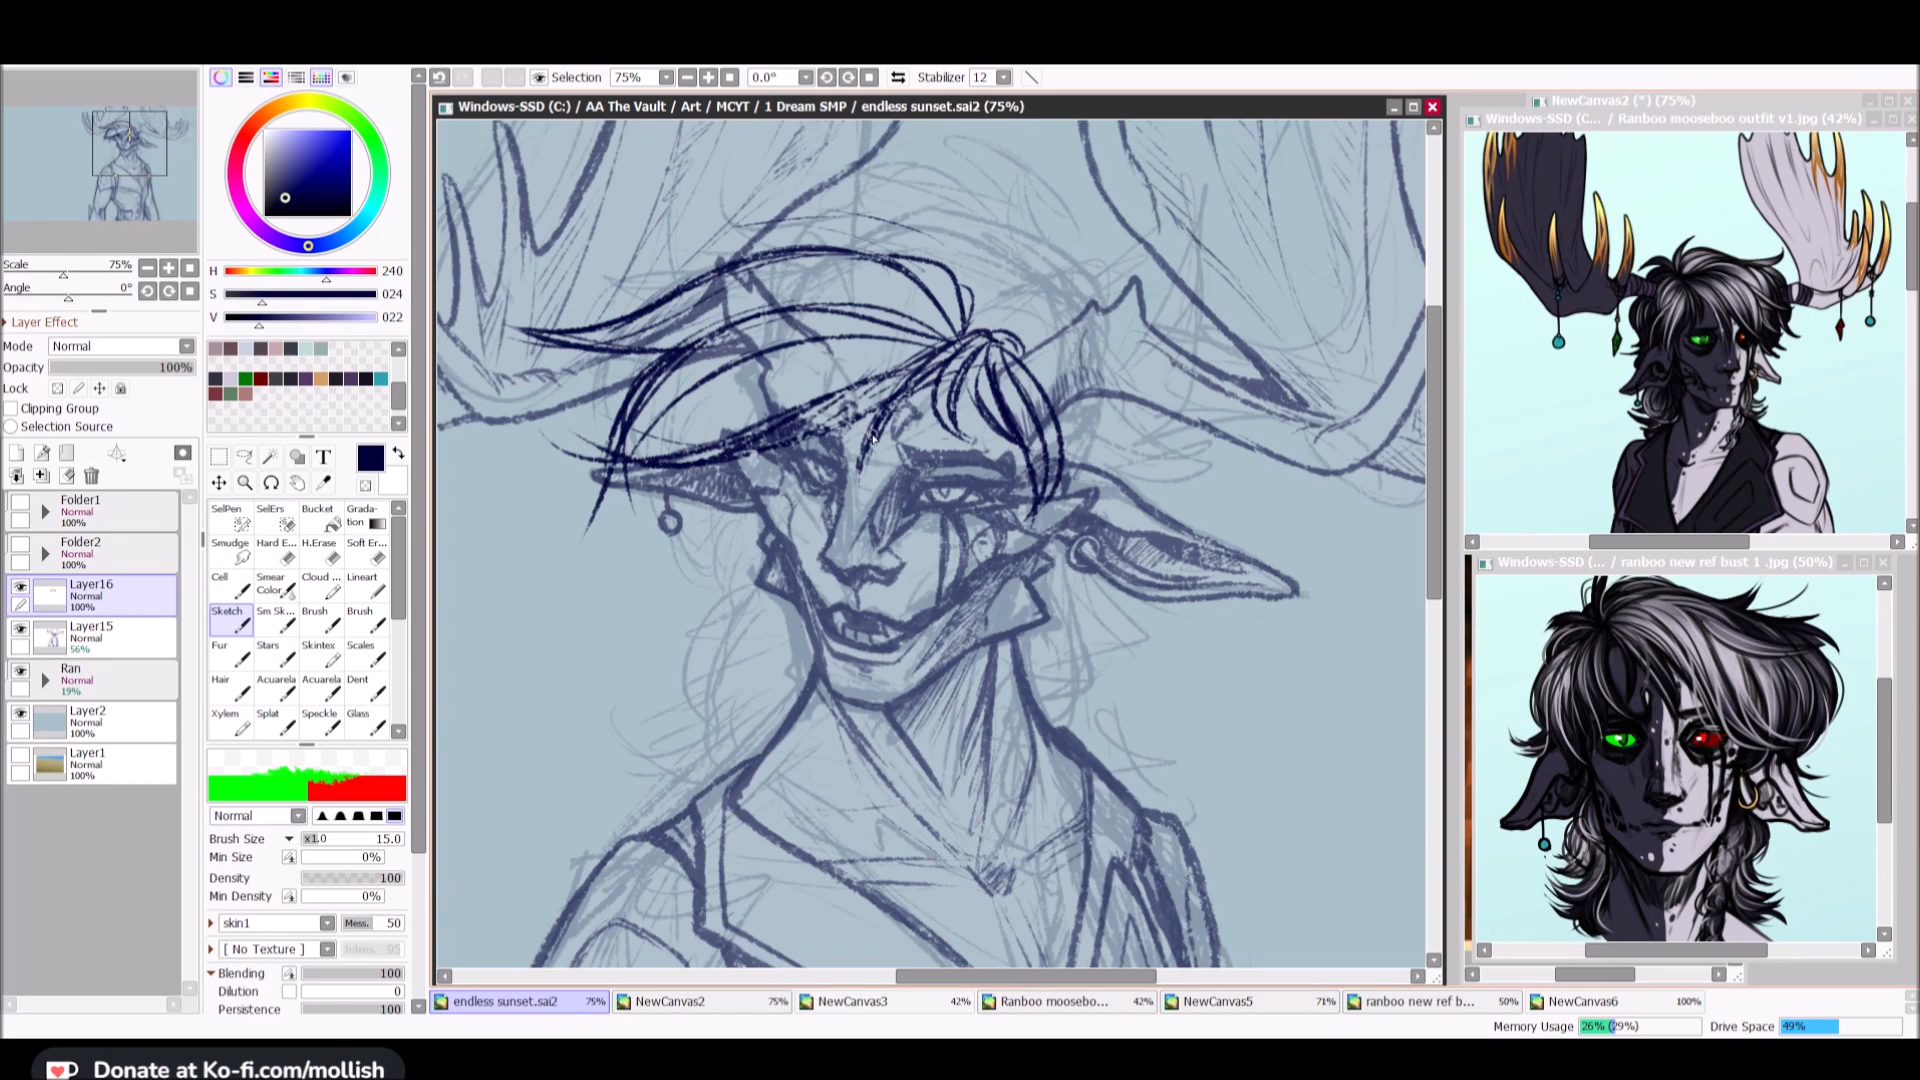 Selection 75% 0.0° Stabilizer 12
Windows-SSD (C:) / AA The Vault / Art / MCYT / 1 Dream SMP / endless sunset.sai2 (75%)
NewCanvas2 (*) (75%)
Windows-SSD (C... / Ranboo mooseboo outfit v1.jpg (42%)
Windows-SSD (... / ranboo new ref bust 1 .jpg (50%)
Scale 75%
Angle 0°
Layer Effect
Mode Normal
Opacity 100%
Lock
Clipping Group
Selection Source
Folder1
Normal
100%
Folder2
Normal
100%
Layer16
Normal
100%
Layer15
Normal
56%
Ran
Normal
19%
Layer2
Normal
100%
Layer1
Normal
100%
H 240
S 024
V 022
T
SelPen SelErs Bucket Grada-
tion
Smudge Hard E... H.Erase Soft Er...
Cell Smear Cloud ... Lineart
Color
Sketch Sm Sk... Brush Brush
Fur Stars Skintex Scales
Hair Acuarela Acuarela Dent
Xylem Splat Speckle Glass
Normal
Brush Size x1.0 15.0
Min Size 0%
Density 100
Min Density 0%
skin1 Mess. 50
[ No Texture ] Intens. 95
Blending 100
Dilution 0
Persistence 100
endless sunset.sai2 75% NewCanvas2 75% NewCanvas3 42% Ranboo moosebo... 42% NewCanvas5 71% ranboo new ref b... 50% NewCanvas6 100%
Memory Usage 26% (29%) Drive Space 49%
Donate at Ko-fi.com/mollish